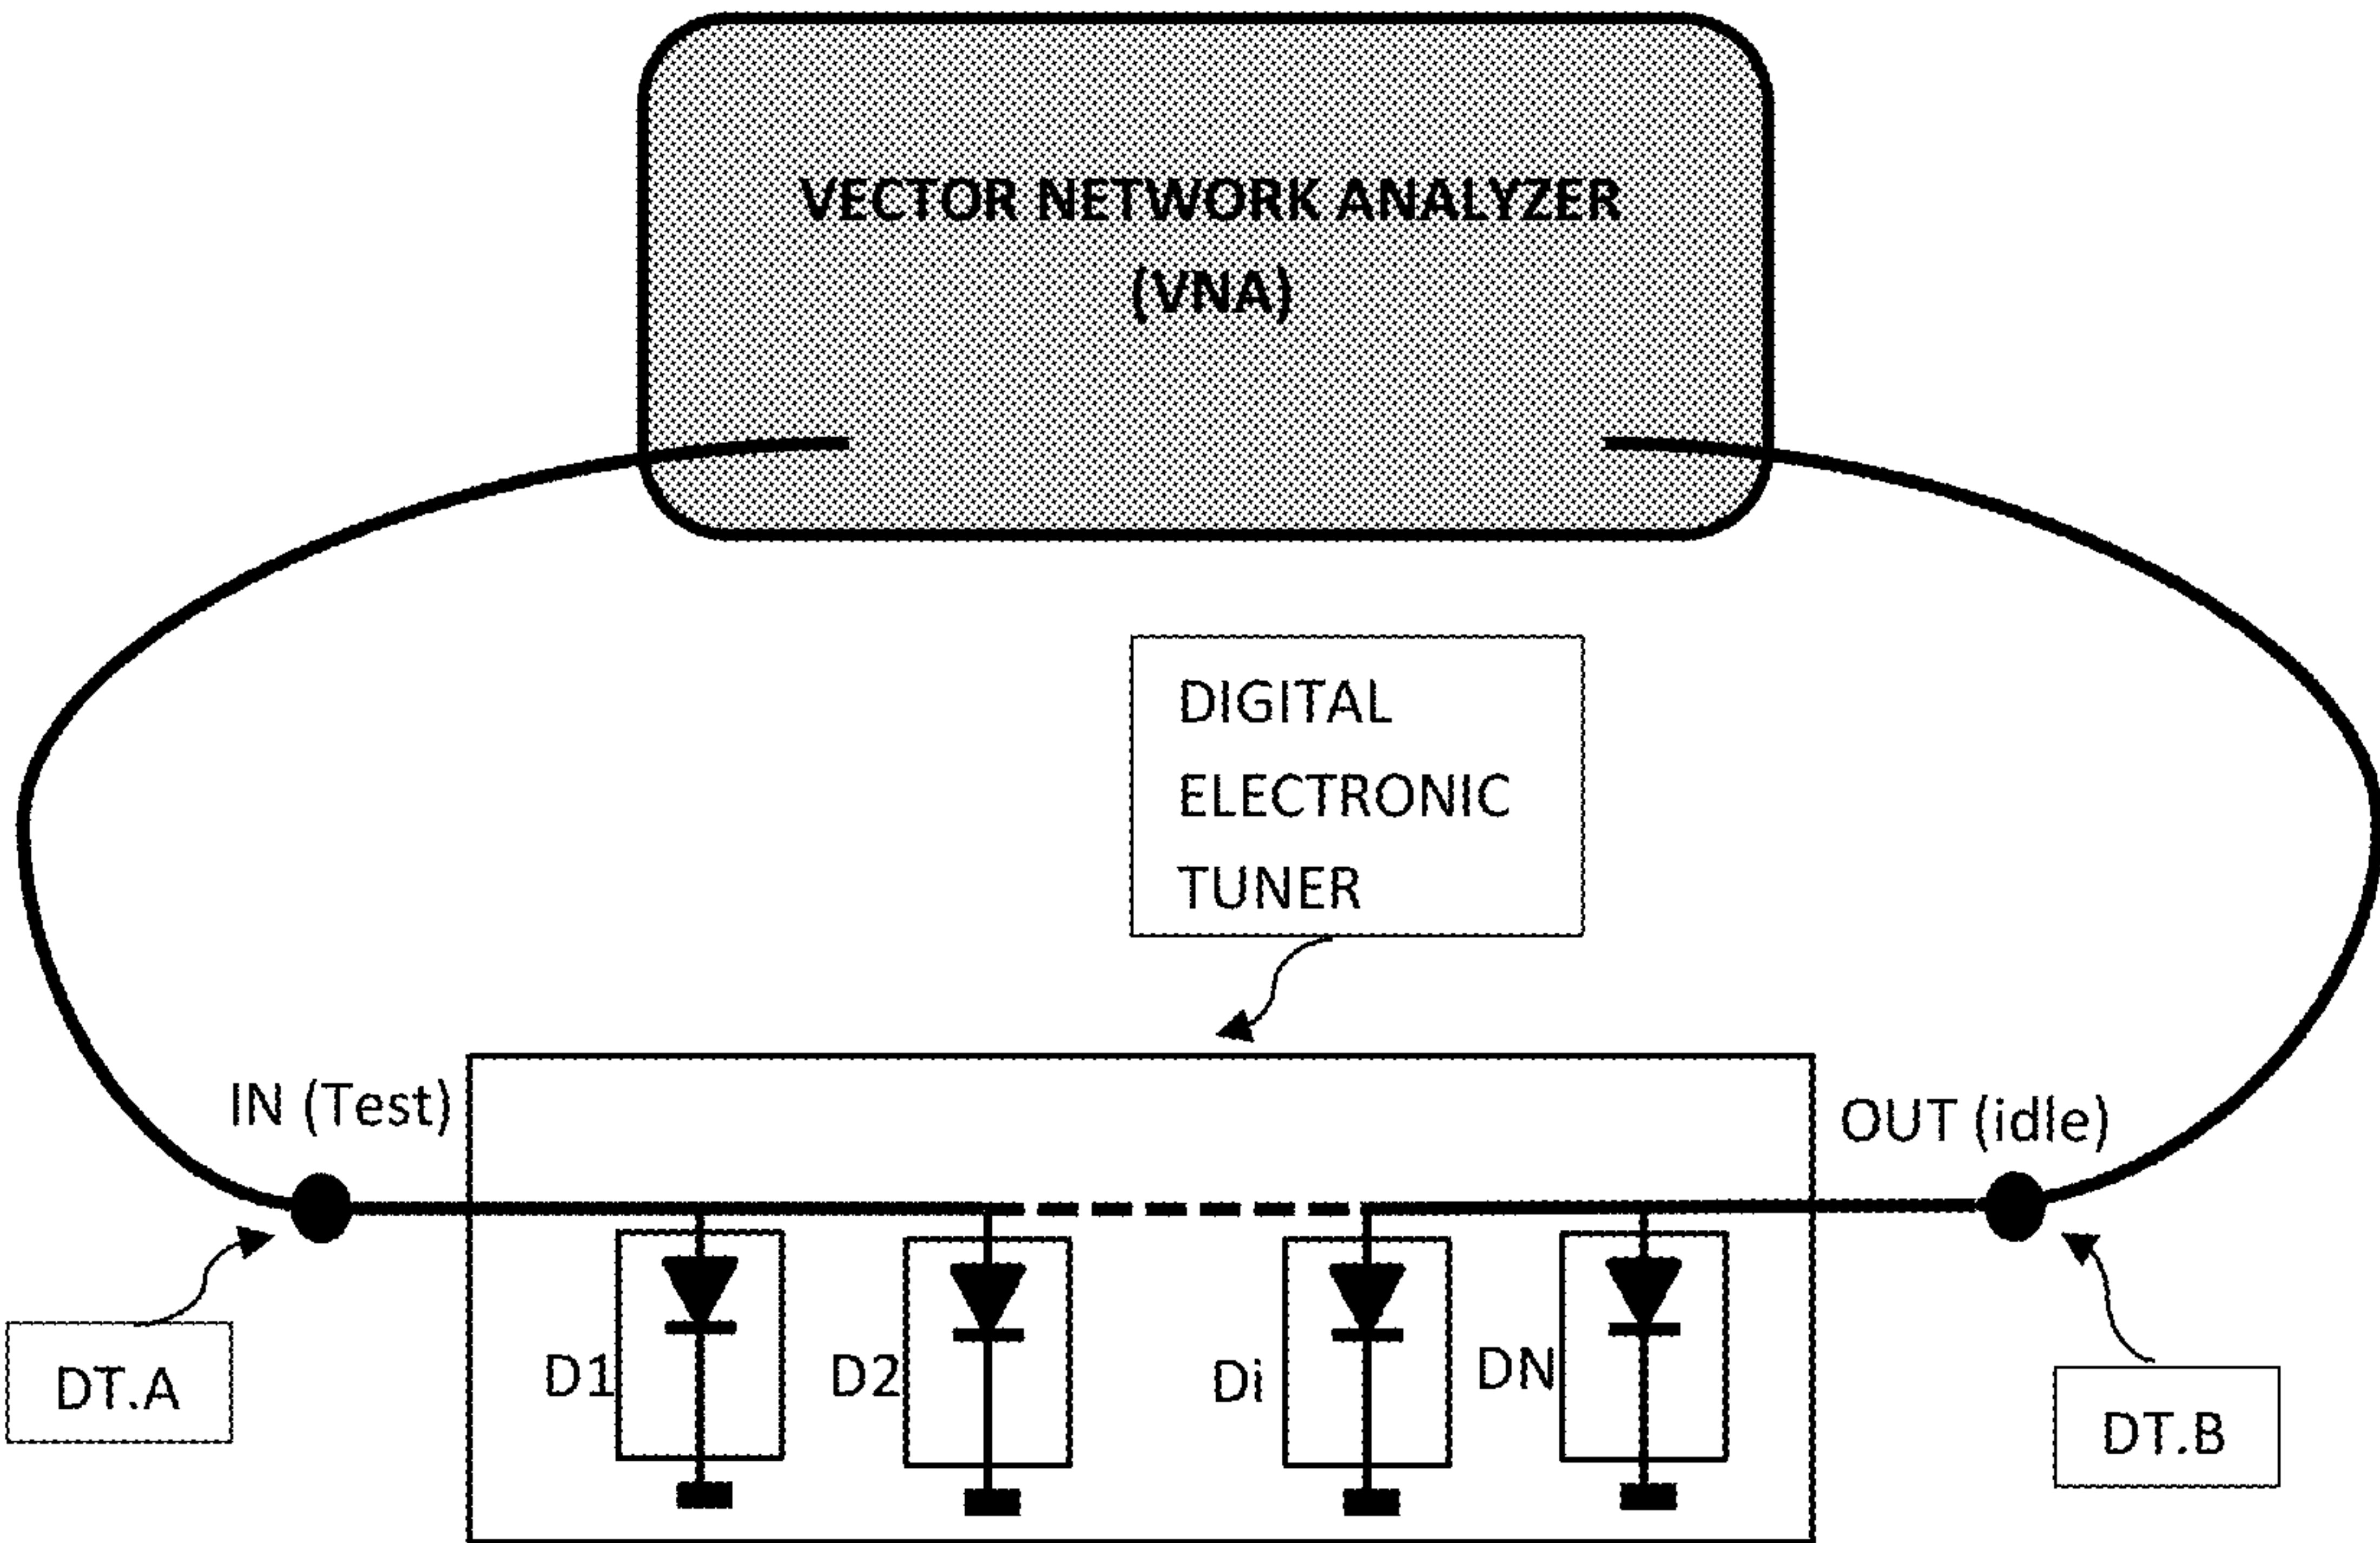 VECTOR NETWORK ANALYZER
(VNA)
DIGITAL
ELECTRONIC
TUNER
IN (Test)
OUT (idle)
D1
D2
Di
DN
DT.A
DT.B